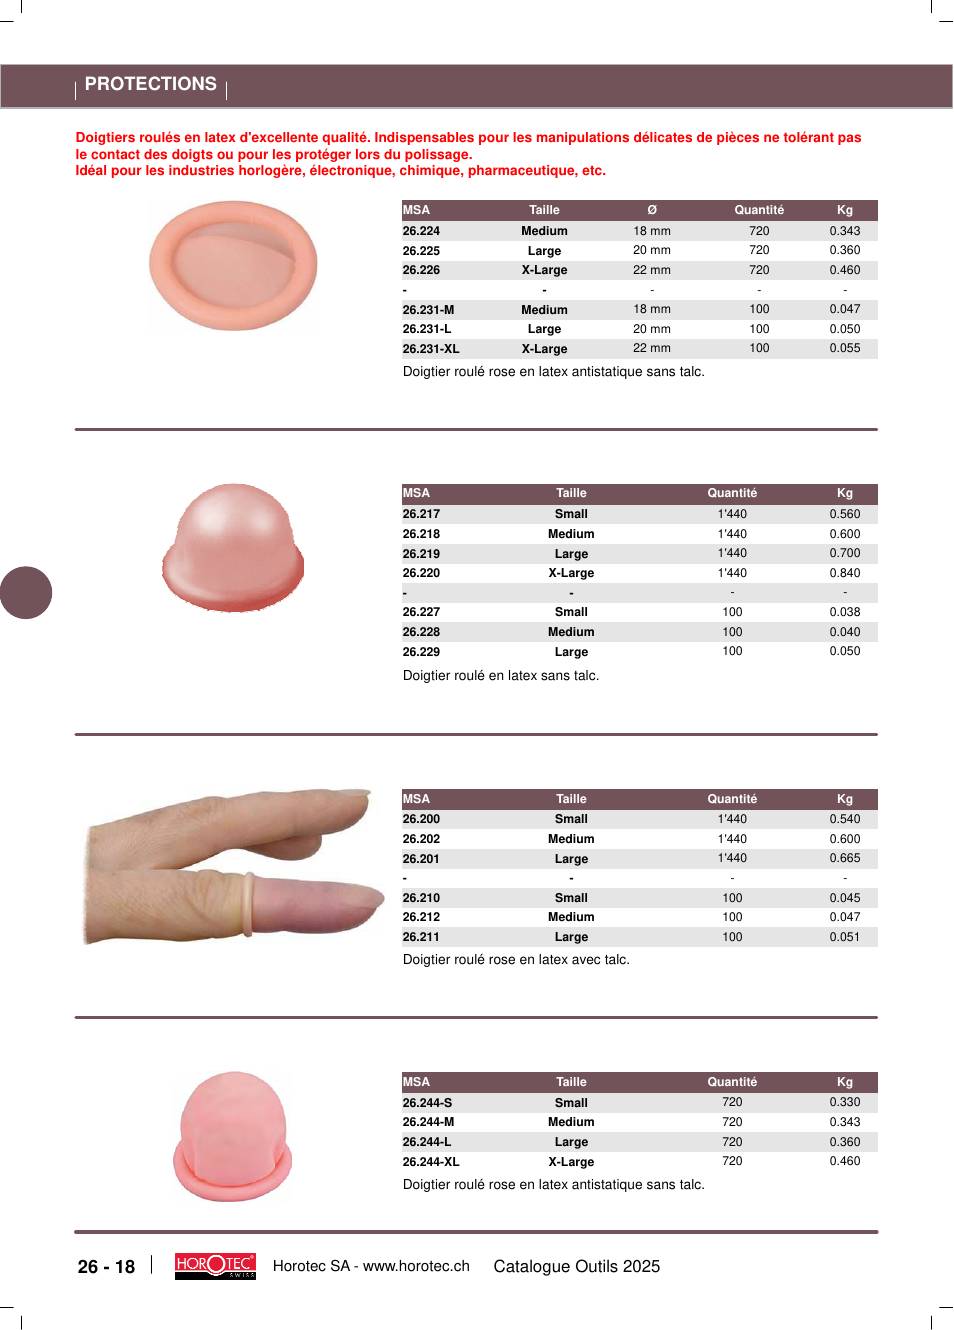 PROTECTIONS
Doigtiers roulés en latex d'excellente qualité. Indispensables pour les manipulations délicates de pièces ne tolérant pas
le contact des doigts ou pour les protéger lors du polissage.
Idéal pour les industries horlogère, électronique, chimique, pharmaceutique, etc.
MSA Taille Ø Quantité Kg
26.224 Medium 18 mm 720 0.343
26.225 Large 20 mm 720 0.360
26.226 X-Large 22 mm 720 0.460
- - - - -
26.231-M Medium 18 mm 100 0.047
26.231-L Large 20 mm 100 0.050
26.231-XL X-Large 22 mm 100 0.055
Doigtier roulé rose en latex antistatique sans talc.
MSA Taille Quantité Kg
26.217 Small 1'440 0.560
26.218 Medium 1'440 0.600
26.219 Large 1'440 0.700
26.220 X-Large 1'440 0.840
- - - -
26.227 Small 100 0.038
26.228 Medium 100 0.040
26.229 Large 100 0.050
Doigtier roulé en latex sans talc.
MSA Taille Quantité Kg
26.200 Small 1'440 0.540
26.202 Medium 1'440 0.600
26.201 Large 1'440 0.665
- - - -
26.210 Small 100 0.045
26.212 Medium 100 0.047
26.211 Large 100 0.051
Doigtier roulé rose en latex avec talc.
MSA Taille Quantité Kg
26.244-S Small 720 0.330
26.244-M Medium 720 0.343
26.244-L Large 720 0.360
26.244-XL X-Large 720 0.460
Doigtier roulé rose en latex antistatique sans talc.
26 - 18 HOROTEC® SWISS Horotec SA - www.horotec.ch Catalogue Outils 2025